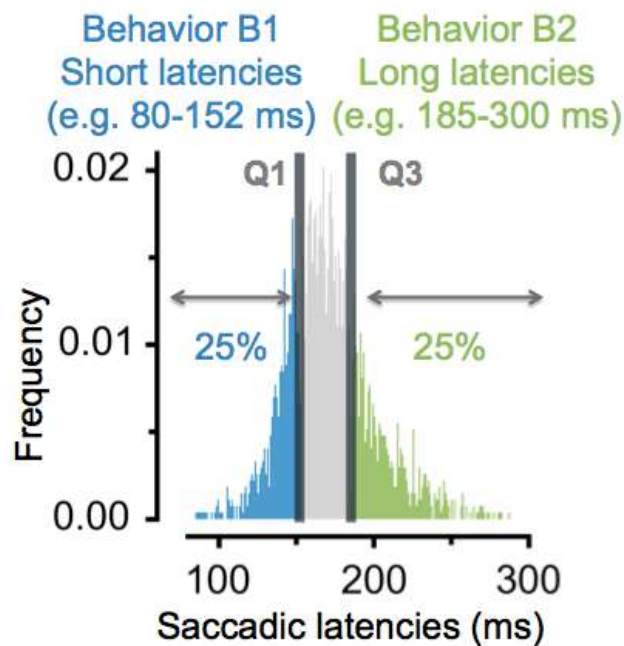 Behavior B1
Short latencies
(e.g. 80-152 ms)
Behavior B2
Long latencies
(e.g. 185-300 ms)
0.02
Q1
Q3
Frequency
0.01
25%
25%
0.00
100
200
300
Saccadic latencies (ms)